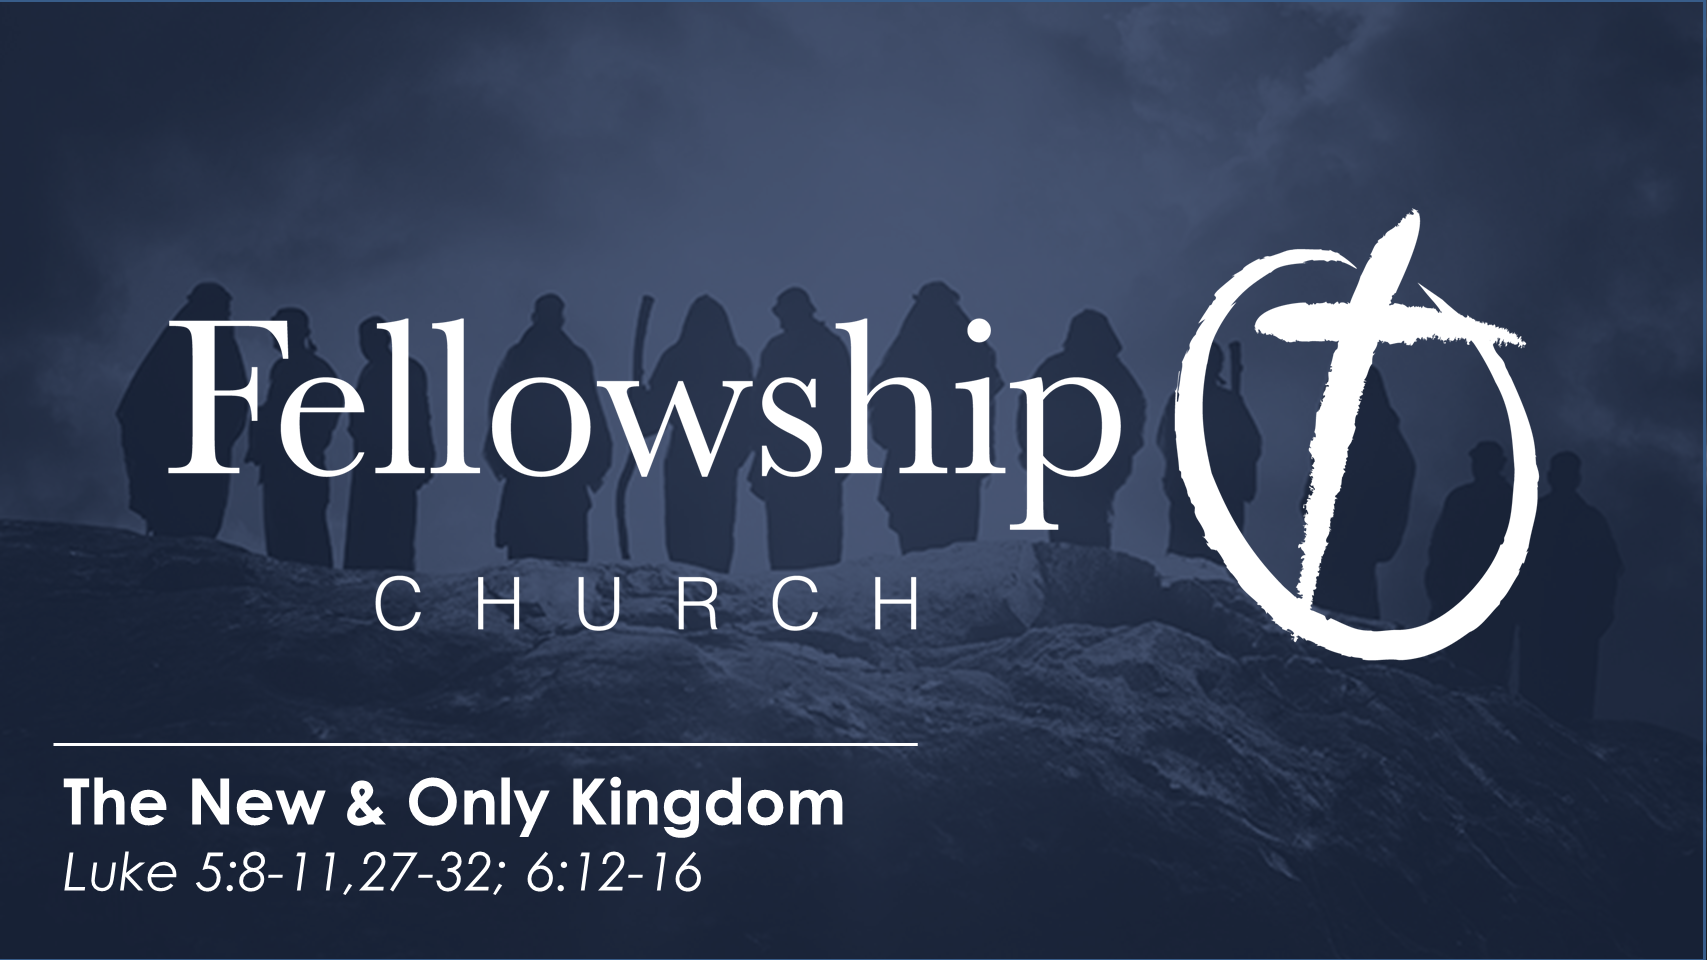 Fellowship
CHURCH
The New & Only Kingdom
Luke 5:8-11,27-32; 6:12-16